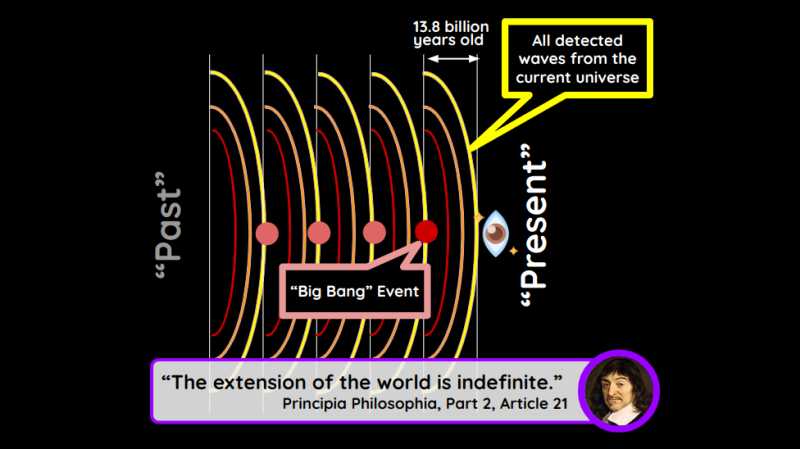 13.8 billion
years old
All detected
waves from the
current universe
“Past”
“Present”
“Big Bang” Event
“The extension of the world is indefinite.”
Principia Philosophia, Part 2, Article 21